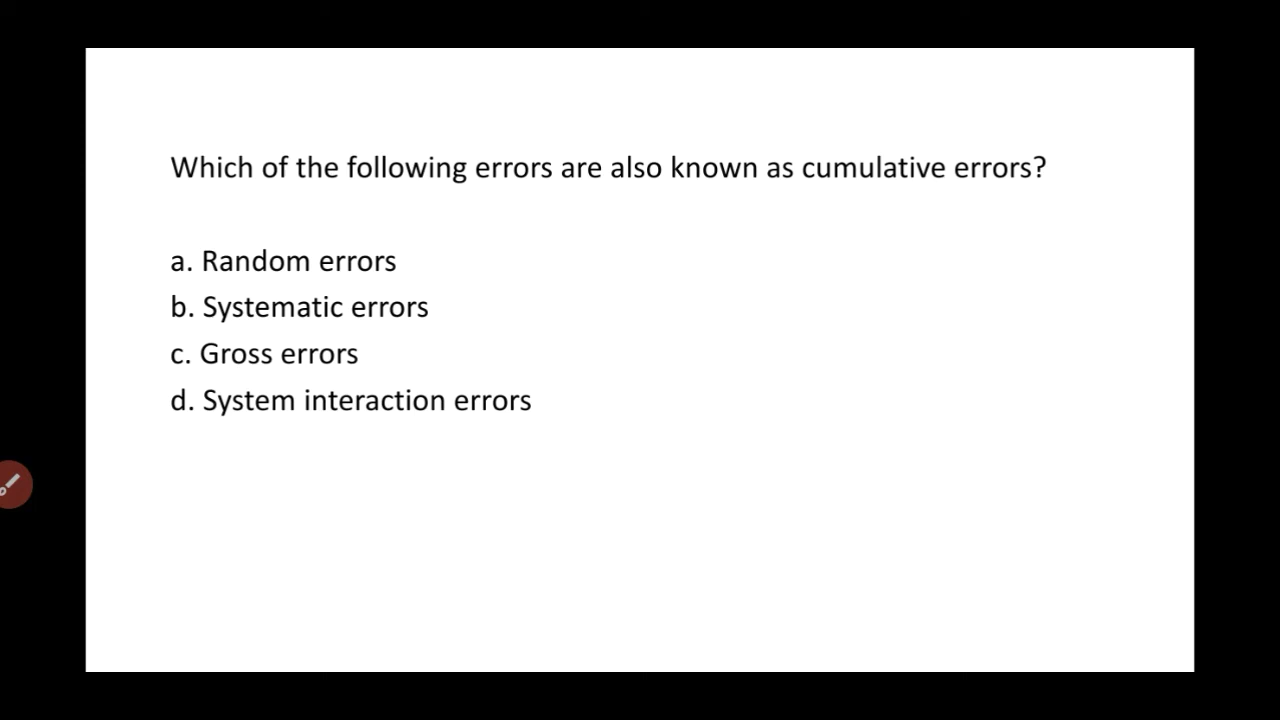 Which of the following errors are also known as cumulative errors?
a. Random errors
b. Systematic errors
c. Gross errors
d. System interaction errors